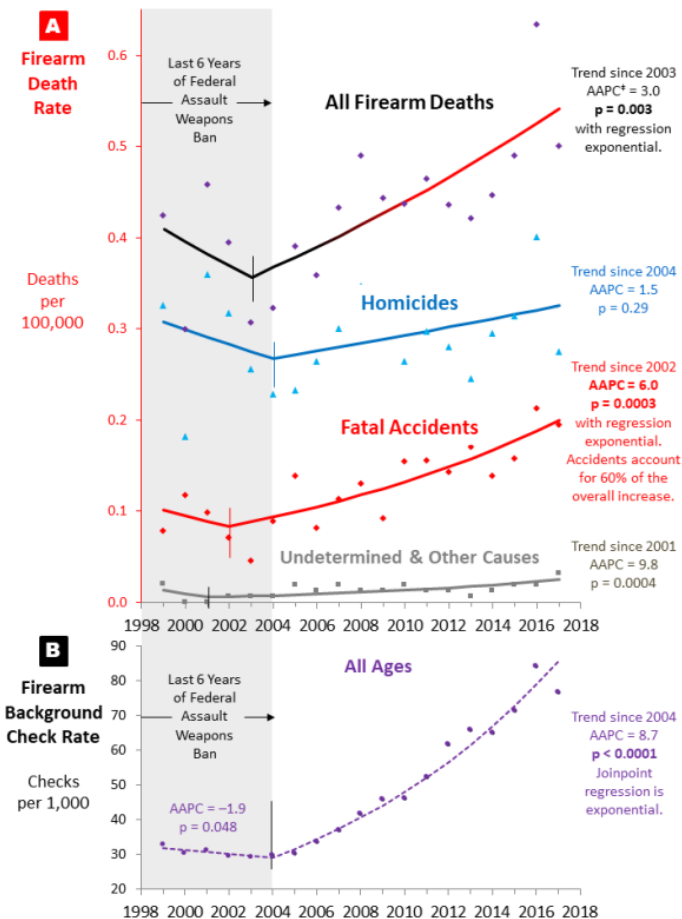 A
Firearm
Death
Rate
Deaths
per
100,000
0.6
0.5
0.4
0.3
0.2
0.1
0.0
Last 6 Years
of Federal
Assault
Weapons
Ban
All Firearm Deaths
Homicides
Fatal Accidents
Undetermined & Other Causes
Trend since 2003
AAPC‡ = 3.0
p = 0.003
with regression
exponential.
Trend since 2004
AAPC = 1.5
p = 0.29
Trend since 2002
AAPC = 6.0
p = 0.0003
with regression
exponential.
Accidents account
for 60% of the
overall increase.
Trend since 2001
AAPC = 9.8
p = 0.0004
1998 2000 2002 2004 2006 2008 2010 2012 2014 2016 2018
B
Firearm
Background
Check Rate
Checks
per 1,000
90
80
70
60
50
40
30
20
Last 6 Years
of Federal
Assault
Weapons
Ban
All Ages
AAPC = –1.9
p = 0.048
Trend since 2004
AAPC = 8.7
p < 0.0001
Joinpoint
regression is
exponential.
1998 2000 2002 2004 2006 2008 2010 2012 2014 2016 2018